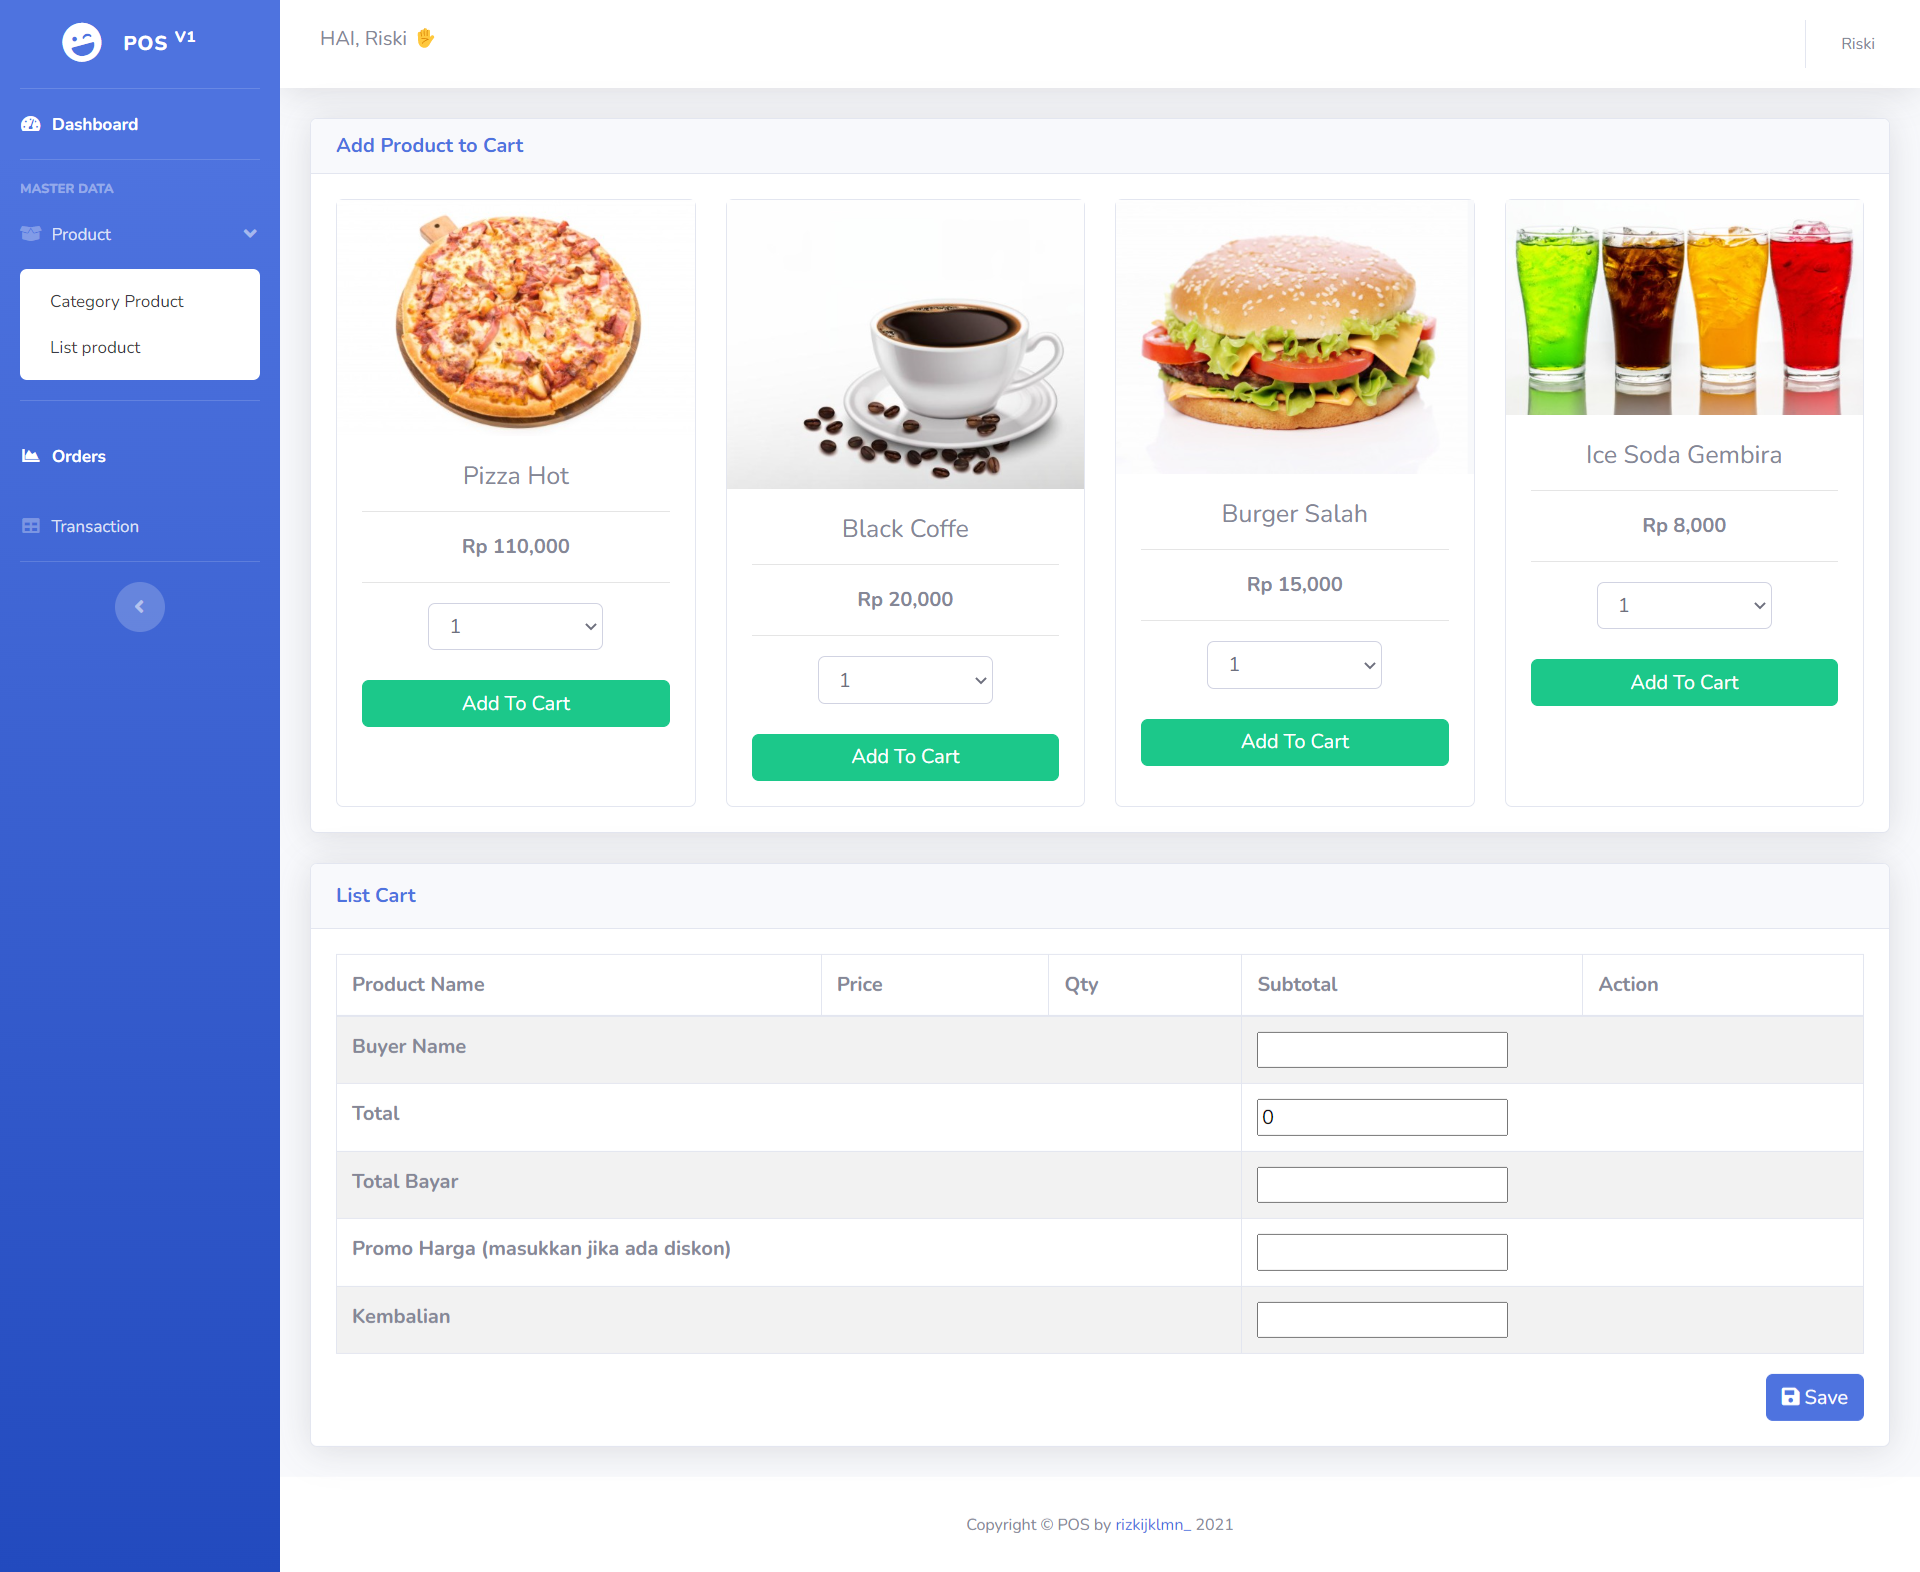 POS V1
HAI, Riski ✋
Riski
Dashboard
MASTER DATA
Product
Category Product
List product
Orders
Transaction
Add Product to Cart
Pizza Hot
Rp 110,000
1
Add To Cart
Black Coffe
Rp 20,000
1
Add To Cart
Burger Salah
Rp 15,000
1
Add To Cart
Ice Soda Gembira
Rp 8,000
1
Add To Cart
List Cart
Product Name Price Qty Subtotal Action
Buyer Name
Total 0
Total Bayar
Promo Harga (masukkan jika ada diskon)
Kembalian
Save
Copyright © POS by rizkijklmn_ 2021